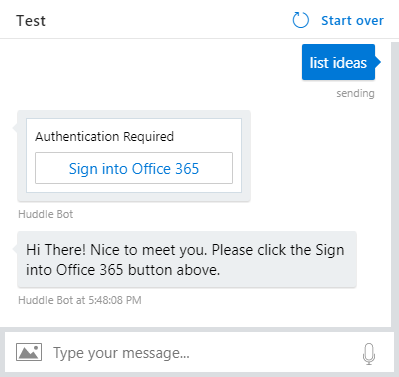 Test
Start over
list ideas
sending
Authentication Required
Sign into Office 365
Huddle Bot
Hi There! Nice to meet you. Please click the Sign
into Office 365 button above.
Huddle Bot at 5:48:08 PM
Type your message...